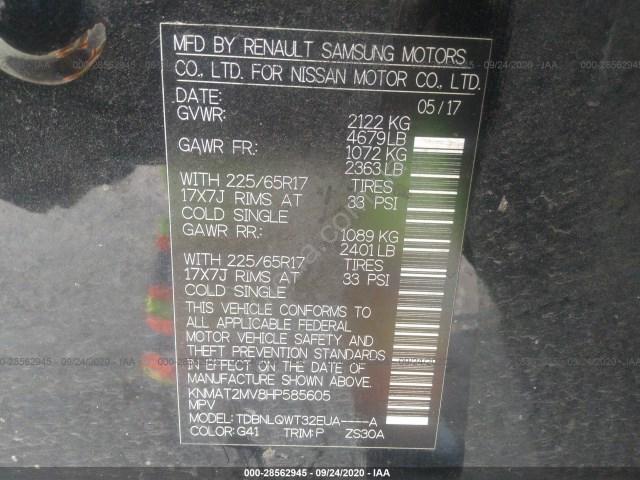 MFD BY RENAULT SAMSUNG MOTORS
CO., LTD. FOR NISSAN MOTOR CO., LTD.
DATE: 05/17
GVWR: 2122 KG
4679 LB
GAWR FR: 1072 KG
2363 LB
WITH 225/65R17 TIRES
17X7J RIMS AT 33 PSI
COLD SINGLE
GAWR RR.: 1089 KG
2401 LB
WITH 225/65R17 TIRES
17X7J RIMS AT 33 PSI
COLD SINGLE
THIS VEHICLE CONFORMS TO
ALL APPLICABLE FEDERAL
MOTOR VEHICLE SAFETY AND
THEFT PREVENTION STANDARDS
IN EFFECT ON THE DATE OF
MANUFACTURE SHOWN ABOVE.
KNMAT2MV8HP585605
MPV
MODEL: TDBNLQWT32EUA----A
COLOR: G41 TRIM: P ZS30A
000-28562945 - 09/24/2020 - IAA